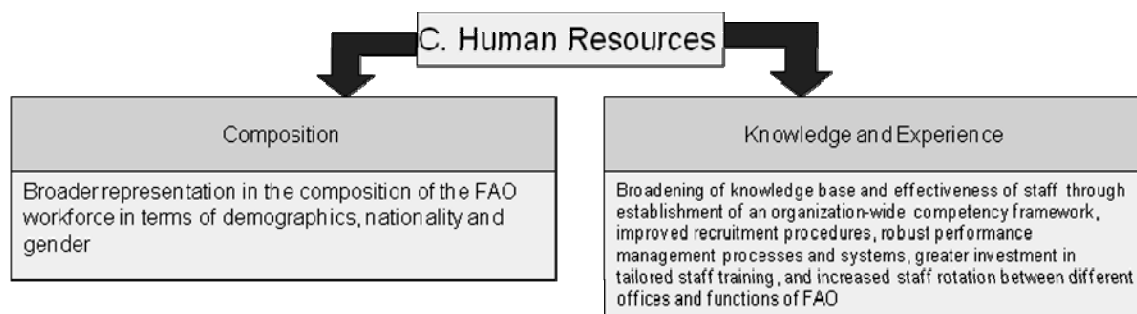 C. Human Resources
Composition
Broader representation in the composition of the FAO
workforce in terms of demographics, nationality and
gender
Knowledge and Experience
Broadening of knowledge base and effectiveness of staff through
establishment of an organization-wide competency framework,
improved recruitment procedures, robust performance
management processes and systems, greater investment in
tailored staff training, and increased staff rotation between different
offices and functions of FAO